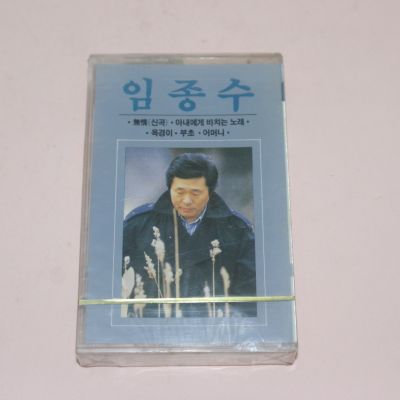 임종수
• 無情(신곡) • 아내에게 바치는 노래 •
• 옥경이 • 부초 • 어머니 •